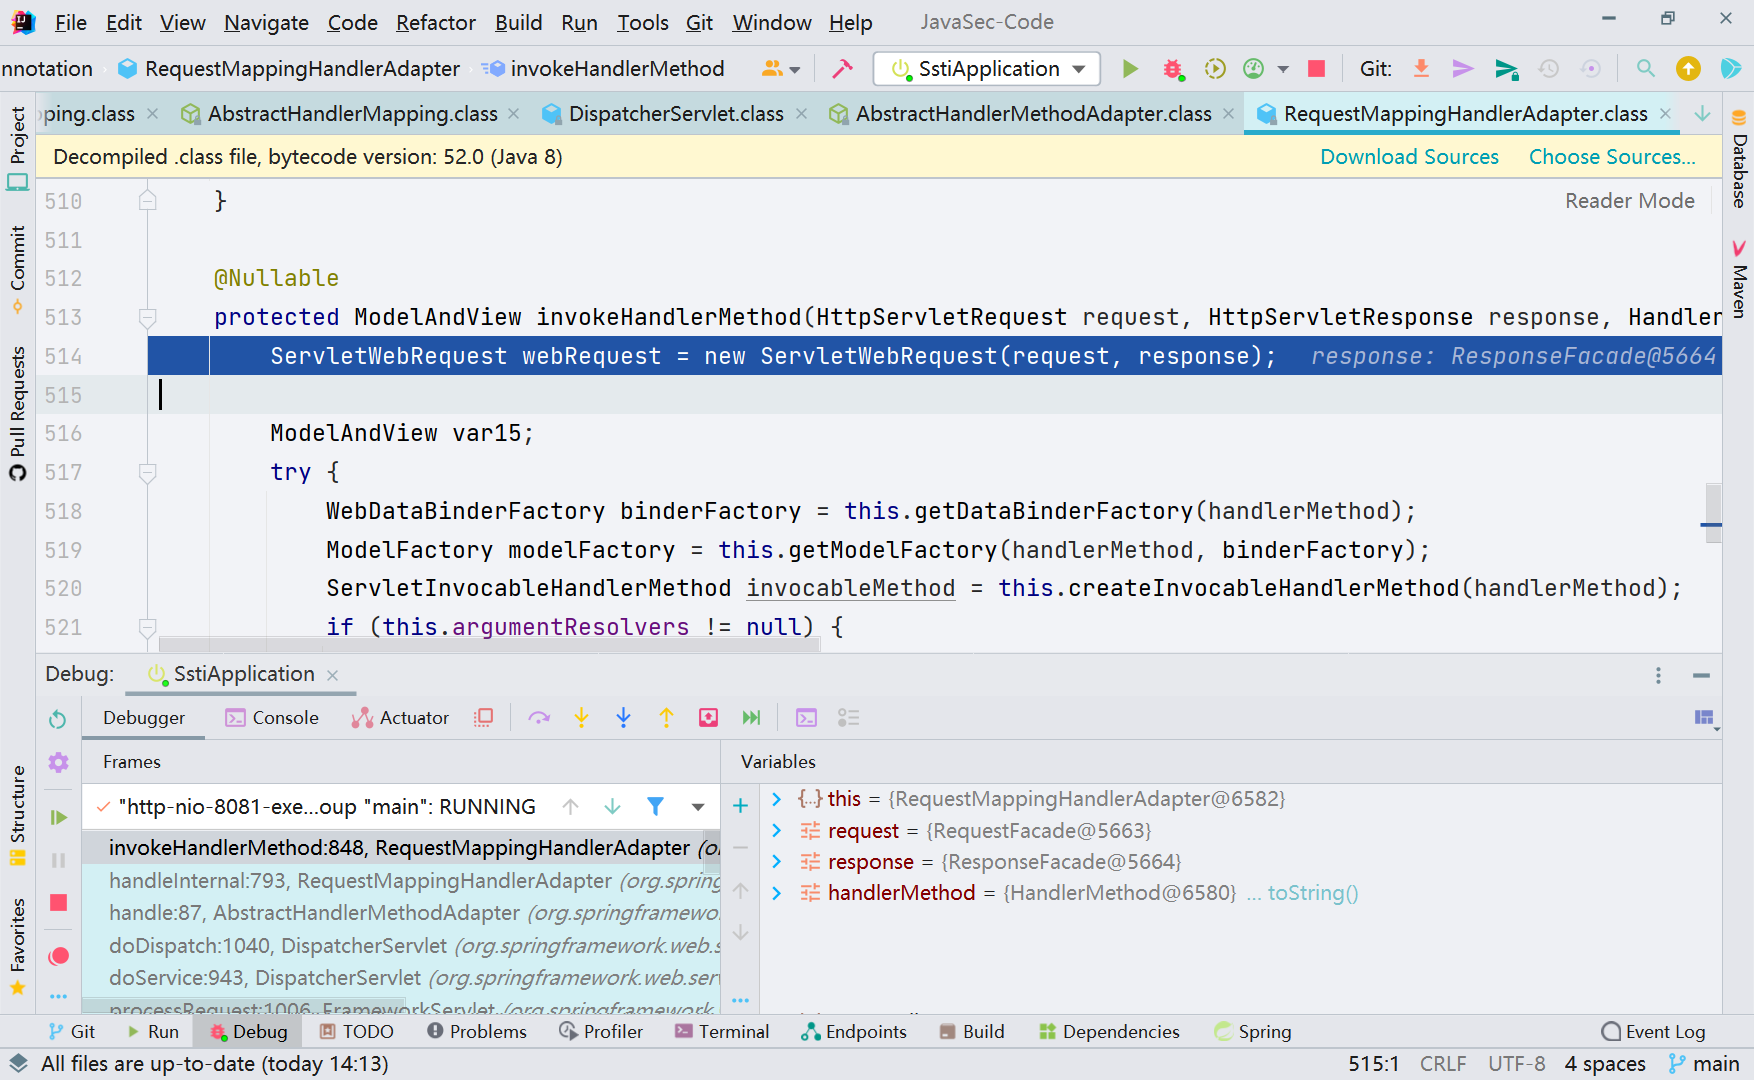 File Edit View Navigate Code Refactor Build Run Tools Git Window Help JavaSec-Code
nnotation RequestMappingHandlerAdapter invokeHandlerMethod SstiApplication Git:
ping.class AbstractHandlerMapping.class DispatcherServlet.class AbstractHandlerMethodAdapter.class RequestMappingHandlerAdapter.class
Decompiled .class file, bytecode version: 52.0 (Java 8) Download Sources Choose Sources...
Reader Mode
510 }
511
512 @Nullable
513 protected ModelAndView invokeHandlerMethod(HttpServletRequest request, HttpServletResponse response, Handler
514 ServletWebRequest webRequest = new ServletWebRequest(request, response); response: ResponseFacade@5664
515
516 ModelAndView var15;
517 try {
518 WebDataBinderFactory binderFactory = this.getDataBinderFactory(handlerMethod);
519 ModelFactory modelFactory = this.getModelFactory(handlerMethod, binderFactory);
520 ServletInvocableHandlerMethod invocableMethod = this.createInvocableHandlerMethod(handlerMethod);
521 if (this.argumentResolvers != null) {
Project
Commit
Pull Requests
Structure
Favorites
Database
Maven
Debug: SstiApplication
Debugger Console Actuator
Frames
"http-nio-8081-exe...oup "main": RUNNING
invokeHandlerMethod:848, RequestMappingHandlerAdapter (o
handleInternal:793, RequestMappingHandlerAdapter (org.spring
handle:87, AbstractHandlerMethodAdapter (org.springframewo
doDispatch:1040, DispatcherServlet (org.springframework.web.s
doService:943, DispatcherServlet (org.springframework.web.ser
processRequest:1006, FrameworkServlet (org.springframework.
Variables
this = {RequestMappingHandlerAdapter@6582}
request = {RequestFacade@5663}
response = {ResponseFacade@5664}
handlerMethod = {HandlerMethod@6580} ... toString()
Git Run Debug TODO Problems Profiler Terminal Endpoints Build Dependencies Spring Event Log
All files are up-to-date (today 14:13) 515:1 CRLF UTF-8 4 spaces main